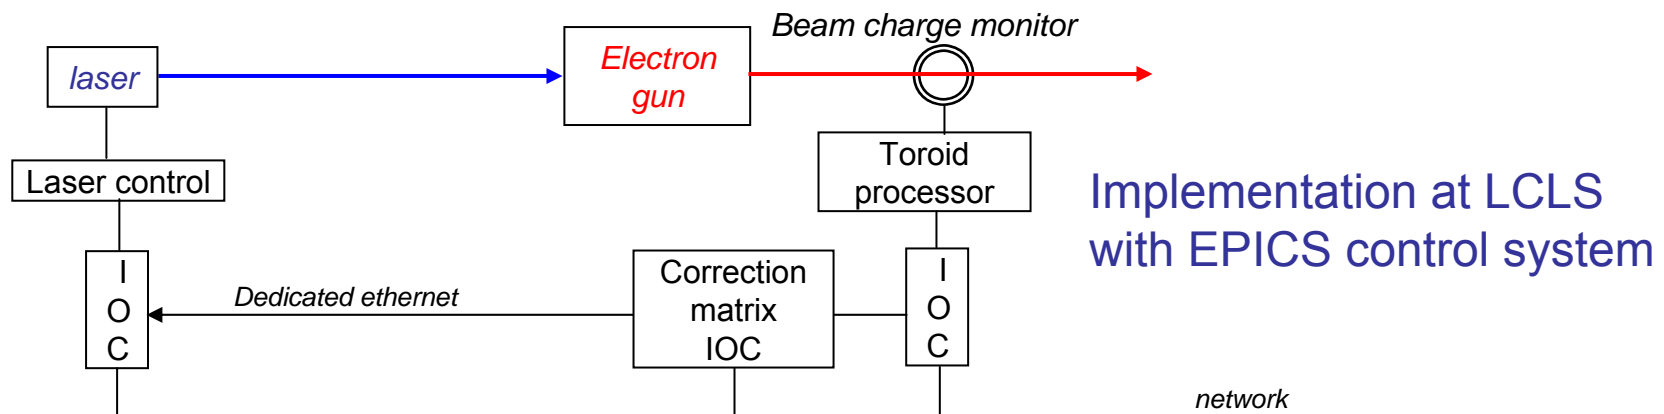 Beam charge monitor
laser
Electron
gun
Laser control
Toroid
processor
Implementation at LCLS
with EPICS control system
I
O
C
Dedicated ethernet
Correction
matrix
IOC
I
O
C
network